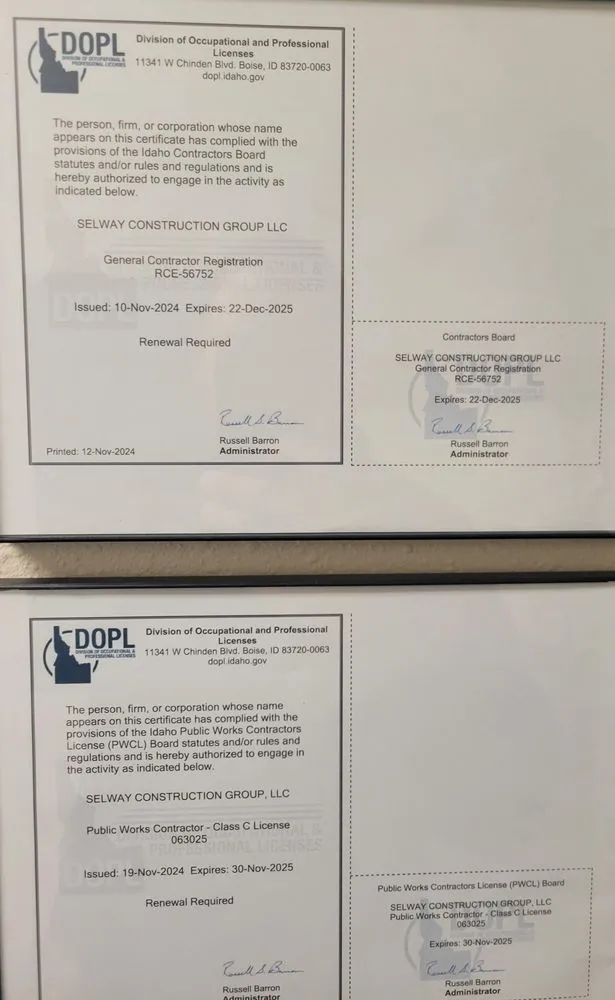 DOPL
DIVISION OF OCCUPATIONAL &
PROFESSIONAL LICENSES
Division of Occupational and Professional
Licenses
11341 W Chinden Blvd. Boise, ID 83720-0063
dopl.idaho.gov
The person, firm, or corporation whose name
appears on this certificate has complied with the
provisions of the Idaho Contractors Board
statutes and/or rules and regulations and is
hereby authorized to engage in the activity as
indicated below.
SELWAY CONSTRUCTION GROUP LLC
General Contractor Registration
RCE-56752
Issued: 10-Nov-2024 Expires: 22-Dec-2025
Renewal Required
Russell Barron
Administrator
Printed: 12-Nov-2024
Contractors Board
SELWAY CONSTRUCTION GROUP LLC
General Contractor Registration
RCE-56752
Expires: 22-Dec-2025
Russell Barron
Administrator
DOPL
DIVISION OF OCCUPATIONAL &
PROFESSIONAL LICENSES
Division of Occupational and Professional
Licenses
11341 W Chinden Blvd. Boise, ID 83720-0063
dopl.idaho.gov
The person, firm, or corporation whose name
appears on this certificate has complied with the
provisions of the Idaho Public Works Contractors
License (PWCL) Board statutes and/or rules and
regulations and is hereby authorized to engage in
the activity as indicated below.
SELWAY CONSTRUCTION GROUP, LLC
Public Works Contractor - Class C License
063025
Issued: 19-Nov-2024 Expires: 30-Nov-2025
Renewal Required
Russell Barron
Administrator
Public Works Contractors License (PWCL) Board
SELWAY CONSTRUCTION GROUP, LLC
Public Works Contractor - Class C License
063025
Expires: 30-Nov-2025
Russell Barron
Administrator